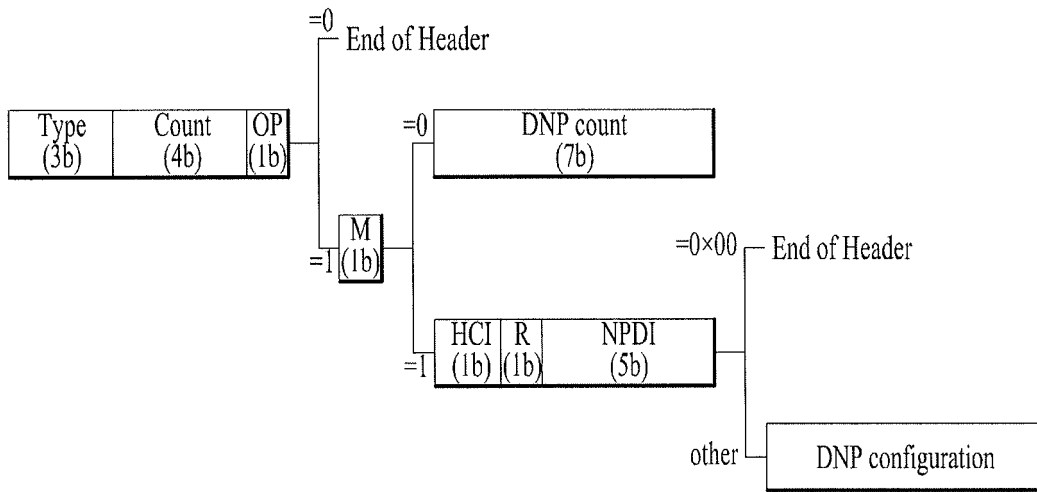 =0
End of Header
Type
(3b)
Count
(4b)
OP
(1b)
=0
DNP count
(7b)
=1
M
(1b)
=0×00
End of Header
=1
HCI
(1b)
R
(1b)
NPDI
(5b)
other
DNP configuration